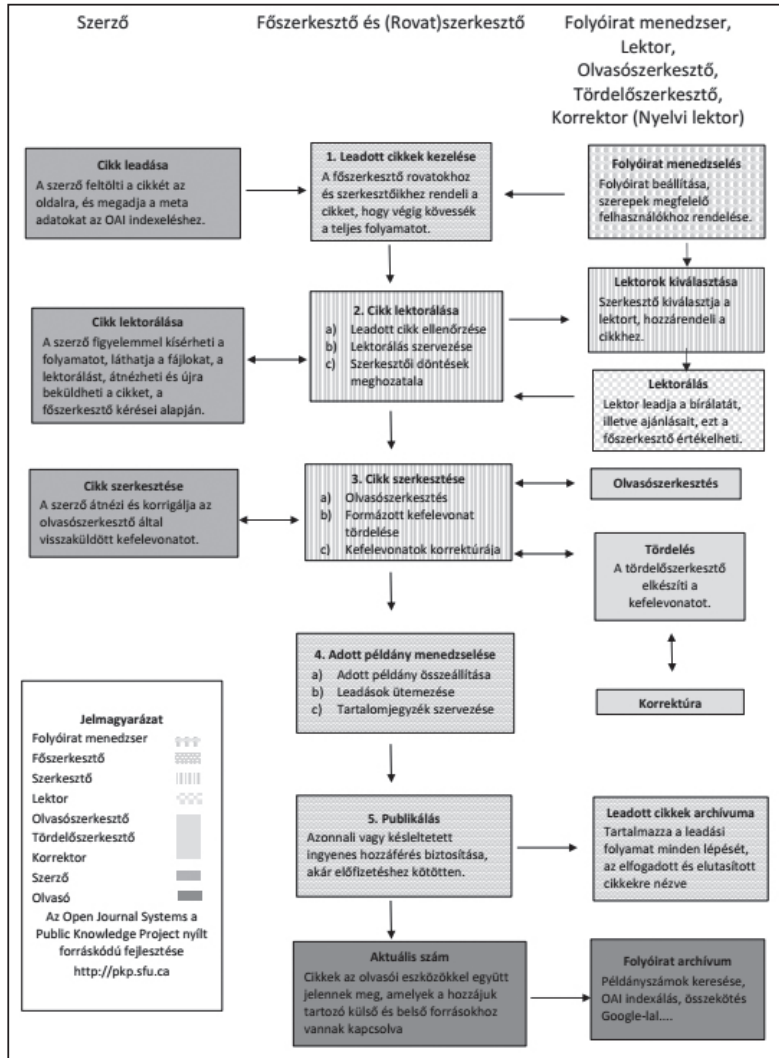 Szerző
Főszerkesztő és (Rovat)szerkesztő
Folyóirat menedzser,
Lektor,
Olvasószerkesztő,
Tördelőszerkesztő,
Korrektor (Nyelvi lektor)
Cikk leadása
A szerző feltölti a cikkét az
oldalra, és megadja a meta
adatokat az OAI indexeléshez.
1. Leadott cikkek kezelése
A főszerkesztő rovatokhoz
és szerkesztőikhez rendeli a
cikket, hogy végig kövessék
a teljes folyamatot.
Folyóirat menedzselés
Folyóirat beállítása,
szerepek megfelelő
felhasználókhoz rendelése.
Cikk lektorálása
A szerző figyelemmel kísérheti a
folyamatot, láthatja a fájlokat, a
a lektorálást, átnézheti és újra
beküldheti a cikket, a
főszerkesztő kérései alapján.
2. Cikk lektorálása
a) Leadott cikk ellenőrzése
b) Lektorálás szervezése
c) Szerkesztői döntések
meghozatala
Lektorok kiválasztása
Szerkesztő kiválasztja a
lektort, hozzárendeli a
cikkhez.
Lektorálás
Lektor leadja a bírálatát,
illetve ajánlásait, ezt a
főszerkesztő értékelheti.
Cikk szerkesztése
A szerző átnézi és korrigálja az
olvasószerkesztő által
visszaküldött kefelevonatot.
3. Cikk szerkesztése
a) Olvasószerkesztés
b) Formázott kefelevonat
tördelése
c) Kefelevonatok korrektúrája
Olvasószerkesztés
Tördelés
A tördelőszerkesztő
elkészíti a
kefelevonatot.
Korrektúra
4. Adott példány menedzselése
a) Adott példány összeállítása
b) Leadások ütemezése
c) Tartalomjegyzék szervezése
Jelmagyarázat
Folyóirat menedzser
Főszerkesztő
Szerkesztő
Lektor
Olvasószerkesztő
Tördelőszerkesztő
Korrektor
Szerző
Olvasó
Az Open Journal Systems a
Public Knowledge Project nyílt
forráskódú fejlesztése
http://pkp.sfu.ca
5. Publikálás
Azonnali vagy késleltetett
ingyenes hozzáférés biztosítása,
akár előfizetéshez kötötten.
Leadott cikkek archívuma
Tartalmazza a leadási
folyamat minden lépését,
az elfogadott és elutasított
cikkekre nézve
Aktuális szám
Cikkek az olvasói eszközökkel együtt
jelennek meg, amelyek a hozzájuk
tartozó külső és belső forrásokhoz
vannak kapcsolva
Folyóirat archívum
Példányszámok keresése,
OAI indexálás, összekötés
Google-lal....